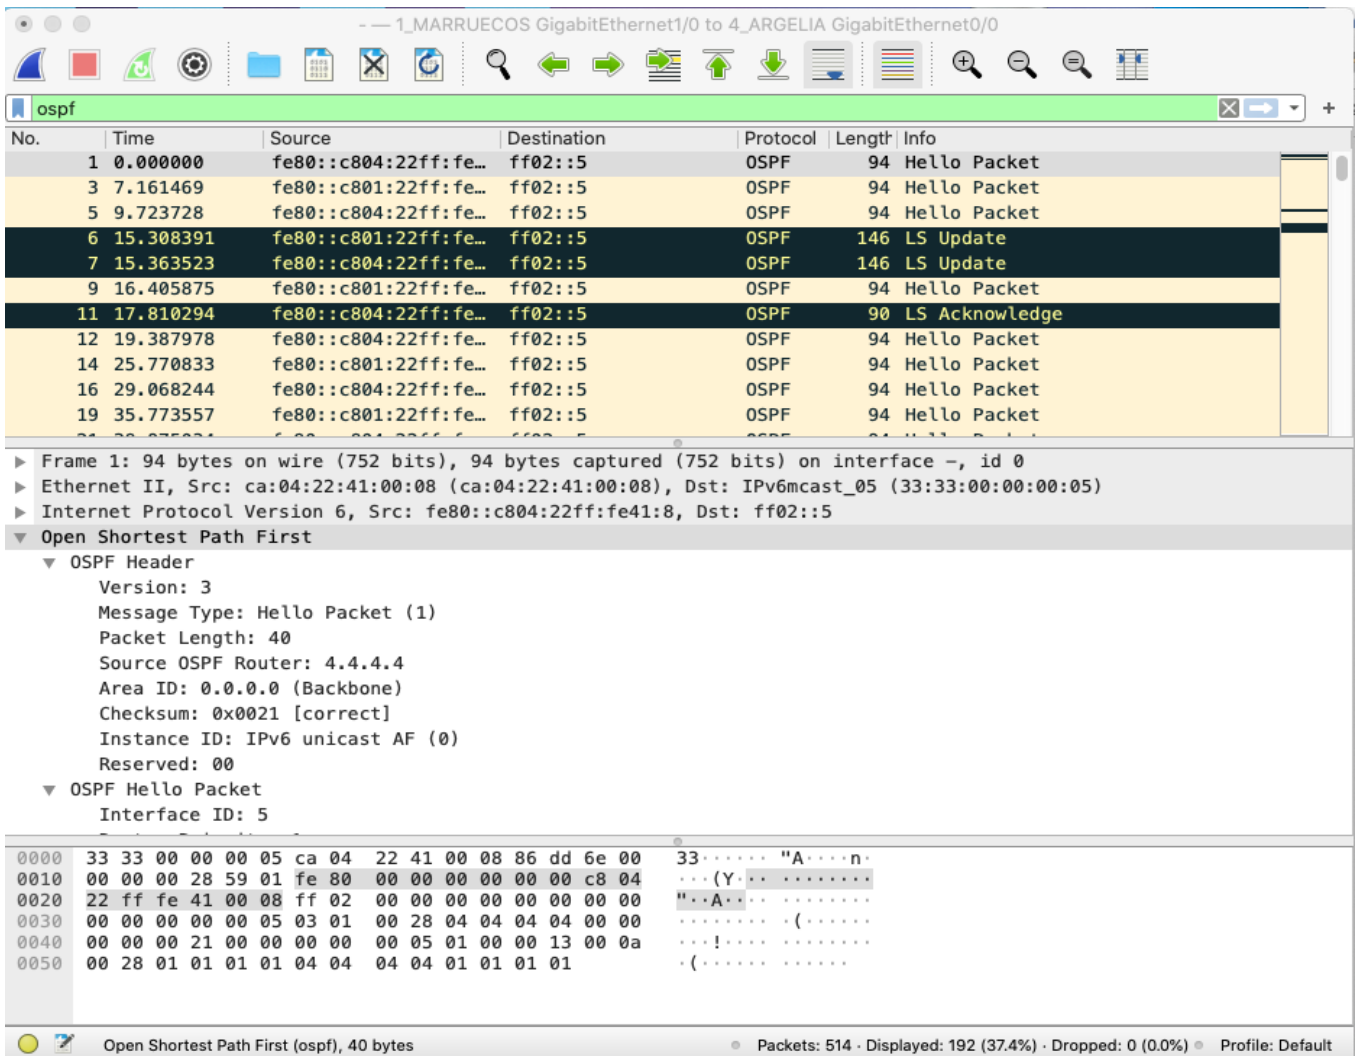 - — 1_MARRUECOS GigabitEthernet1/0 to 4_ARGELIA GigabitEthernet0/0
ospf
No. Time Source Destination Protocol Length Info
1 0.000000 fe80::c804:22ff:fe… ff02::5 OSPF 94 Hello Packet
3 7.161469 fe80::c801:22ff:fe… ff02::5 OSPF 94 Hello Packet
5 9.723728 fe80::c804:22ff:fe… ff02::5 OSPF 94 Hello Packet
6 15.308391 fe80::c801:22ff:fe… ff02::5 OSPF 146 LS Update
7 15.363523 fe80::c804:22ff:fe… ff02::5 OSPF 146 LS Update
9 16.405875 fe80::c801:22ff:fe… ff02::5 OSPF 94 Hello Packet
11 17.810294 fe80::c804:22ff:fe… ff02::5 OSPF 90 LS Acknowledge
12 19.387978 fe80::c804:22ff:fe… ff02::5 OSPF 94 Hello Packet
14 25.770833 fe80::c801:22ff:fe… ff02::5 OSPF 94 Hello Packet
16 29.068244 fe80::c804:22ff:fe… ff02::5 OSPF 94 Hello Packet
19 35.773557 fe80::c801:22ff:fe… ff02::5 OSPF 94 Hello Packet
Frame 1: 94 bytes on wire (752 bits), 94 bytes captured (752 bits) on interface –, id 0
Ethernet II, Src: ca:04:22:41:00:08 (ca:04:22:41:00:08), Dst: IPv6mcast_05 (33:33:00:00:00:05)
Internet Protocol Version 6, Src: fe80::c804:22ff:fe41:8, Dst: ff02::5
Open Shortest Path First
OSPF Header
Version: 3
Message Type: Hello Packet (1)
Packet Length: 40
Source OSPF Router: 4.4.4.4
Area ID: 0.0.0.0 (Backbone)
Checksum: 0x0021 [correct]
Instance ID: IPv6 unicast AF (0)
Reserved: 00
OSPF Hello Packet
Interface ID: 5
0000 33 33 00 00 00 05 ca 04 22 41 00 08 86 dd 6e 00 33······ "A····n·
0010 00 00 00 28 59 01 fe 80 00 00 00 00 00 00 c8 04 ···(Y··· ········
0020 22 ff fe 41 00 08 ff 02 00 00 00 00 00 00 00 00 "··A···· ········
0030 00 00 00 00 00 05 03 01 00 28 04 04 04 04 00 00 ········ ·(······
0040 00 00 00 21 00 00 00 00 00 05 01 00 00 13 00 0a ···!···· ········
0050 00 28 01 01 01 01 04 04 04 04 01 01 01 01 ·(······ ······
Open Shortest Path First (ospf), 40 bytes Packets: 514 · Displayed: 192 (37.4%) · Dropped: 0 (0.0%) Profile: Default